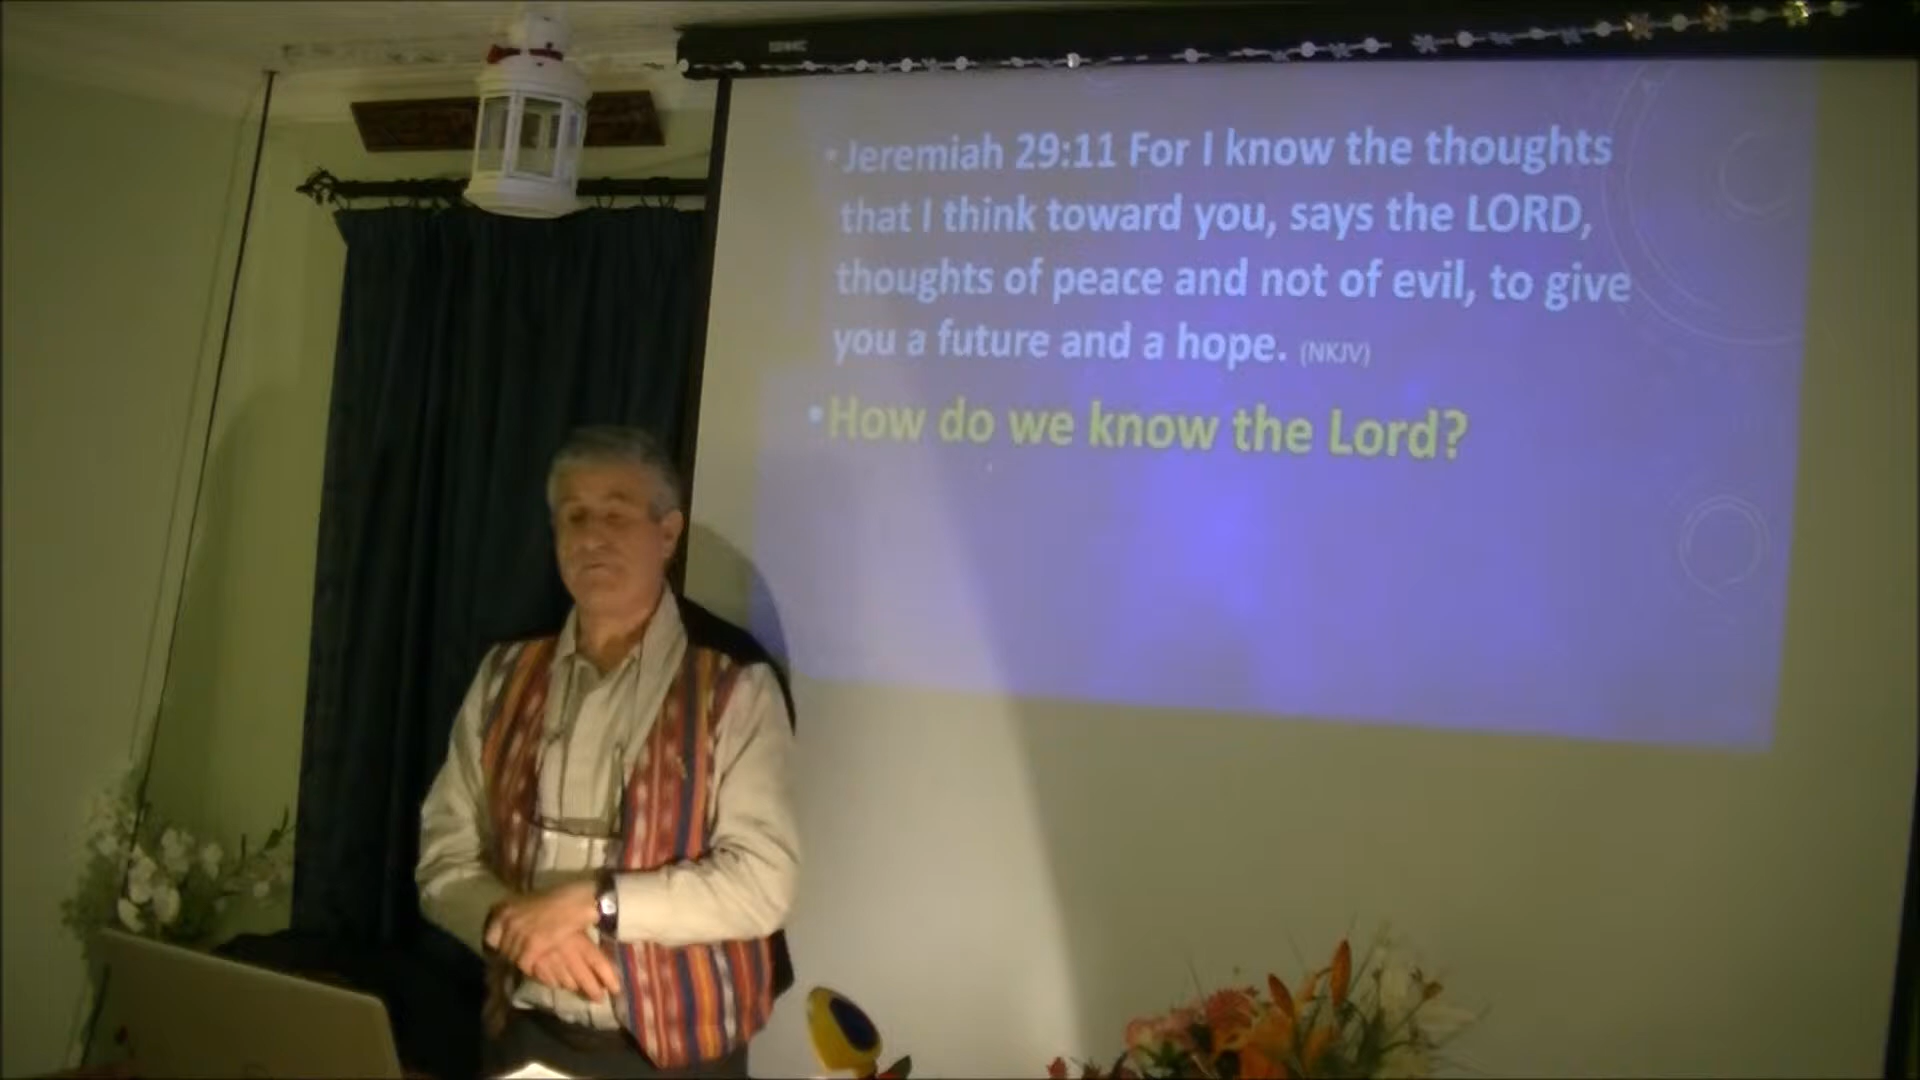 • Jeremiah 29:11 For I know the thoughts
that I think toward you, says the LORD,
thoughts of peace and not of evil, to give
you a future and a hope. (NKJV)
• How do we know the Lord?